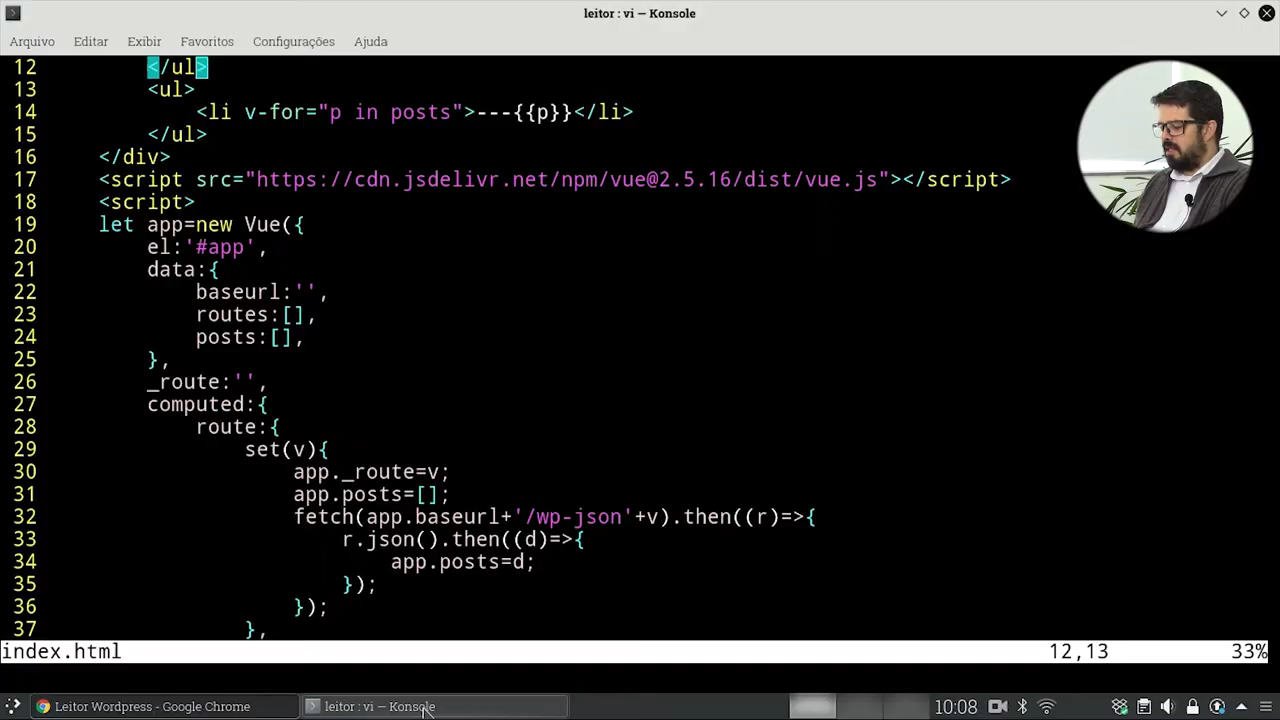 leitor : vi — Konsole
Arquivo Editar Exibir Favoritos Configurações Ajuda
12 </ul>
13 <ul>
14 <li v-for="p in posts">---{{p}}</li>
15 </ul>
16 </div>
17 <script src="https://cdn.jsdelivr.net/npm/vue@2.5.16/dist/vue.js"></script>
18 <script>
19 let app=new Vue({
20 el:'#app',
21 data:{
22 baseurl:'',
23 routes:[],
24 posts:[],
25 },
26 _route:'',
27 computed:{
28 route:{
29 set(v){
30 app._route=v;
31 app.posts=[];
32 fetch(app.baseurl+'/wp-json'+v).then((r)=>{
33 r.json().then((d)=>{
34 app.posts=d;
35 });
36 });
37 },
index.html 12,13 33%
Leitor Wordpress - Google Chrome leitor : vi — Konsole 10:08